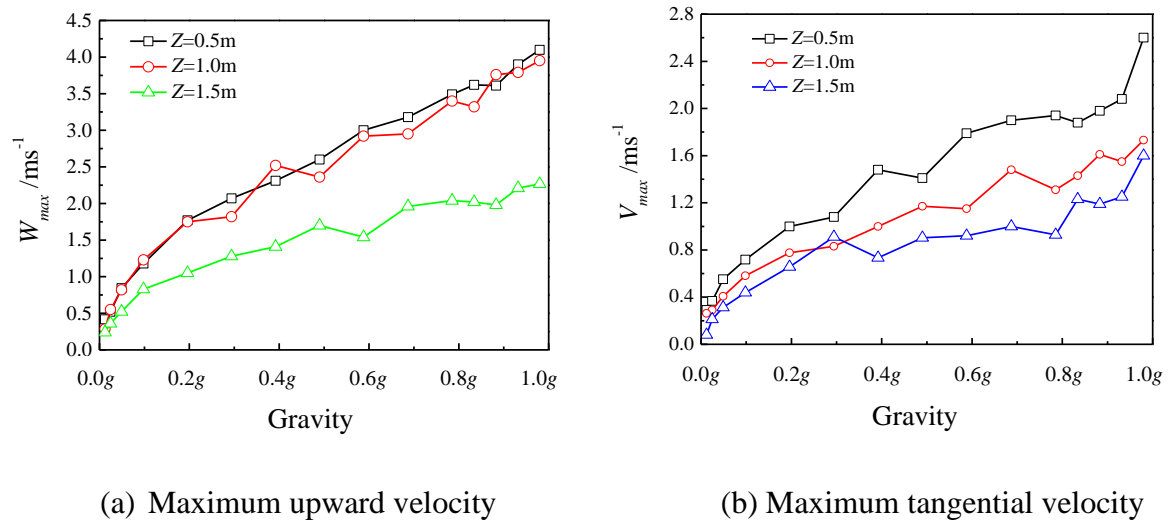 4.5
4.0
3.5
3.0
2.5
2.0
1.5
1.0
0.5
0.0
W_max /ms^-1
Z=0.5m
Z=1.0m
Z=1.5m
0.0g 0.2g 0.4g 0.6g 0.8g 1.0g
Gravity
(a) Maximum upward velocity
2.8
2.4
2.0
1.6
1.2
0.8
0.4
0.0
V_max /ms^-1
Z=0.5m
Z=1.0m
Z=1.5m
0.0g 0.2g 0.4g 0.6g 0.8g 1.0g
Gravity
(b) Maximum tangential velocity